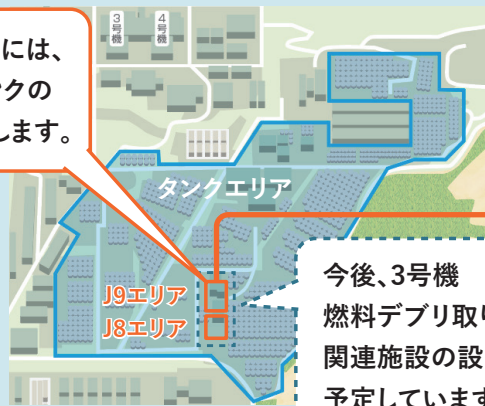 3号機
4号機
には、
クの
します。
タンクエリア
J9エリア
J8エリア
今後、3号機
燃料デブリ取り
関連施設の設
予定しています